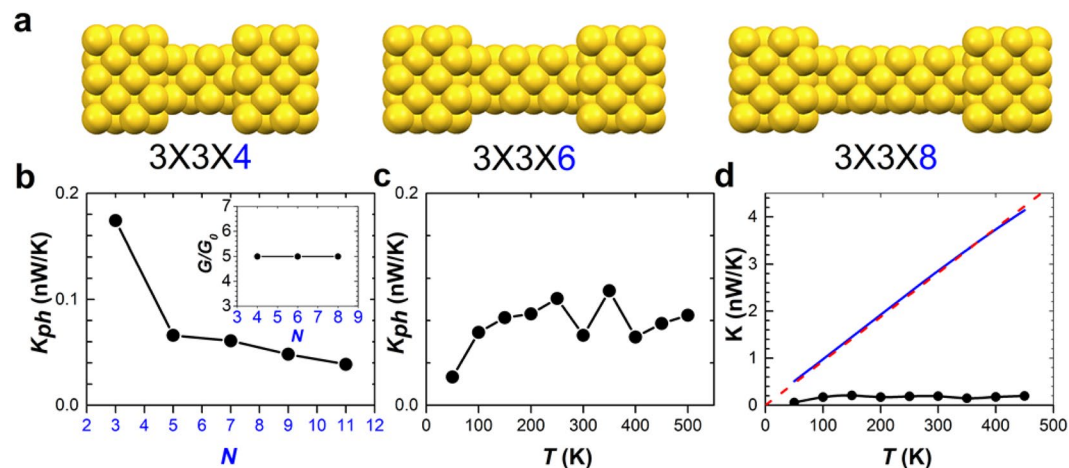 a
3X3X4
3X3X6
3X3X8
b
0.2
0.1
0.0
Kph (nW/K)
2 3 4 5 6 7 8 9 10 11 12
N
7
6
5
4
3
G/G0
3 4 5 6 7 8 9
N
c
0.2
0.0
Kph (nW/K)
0 100 200 300 400 500
T (K)
d
4
3
2
1
0
K (nW/K)
0 100 200 300 400 500
T (K)